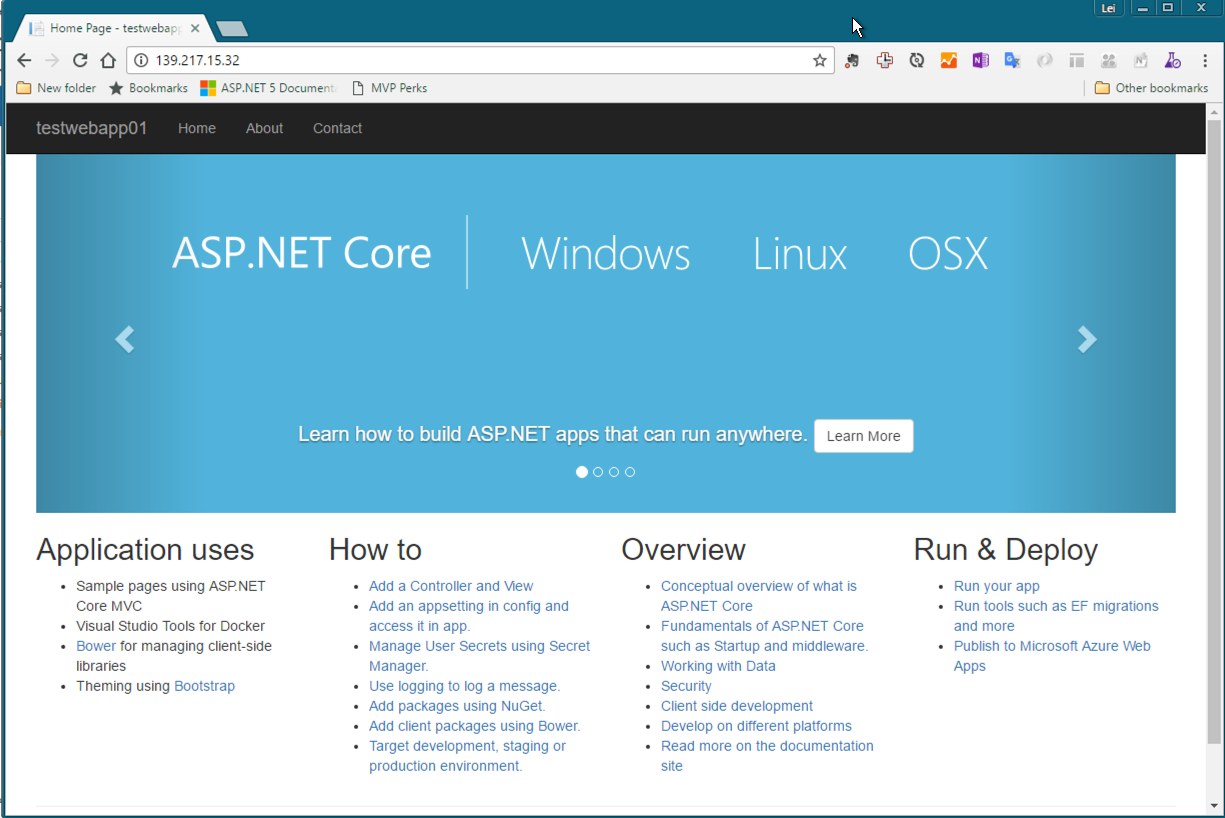 Lei
Home Page - testwebapp
139.217.15.32
New folder Bookmarks ASP.NET 5 Documenta MVP Perks Other bookmarks
testwebapp01 Home About Contact
ASP.NET Core Windows Linux OSX
Learn how to build ASP.NET apps that can run anywhere. Learn More
Application uses
Sample pages using ASP.NET
Core MVC
Visual Studio Tools for Docker
Bower for managing client-side
libraries
Theming using Bootstrap
How to
Add a Controller and View
Add an appsetting in config and
access it in app.
Manage User Secrets using Secret
Manager.
Use logging to log a message.
Add packages using NuGet.
Add client packages using Bower.
Target development, staging or
production environment.
Overview
Conceptual overview of what is
ASP.NET Core
Fundamentals of ASP.NET Core
such as Startup and middleware.
Working with Data
Security
Client side development
Develop on different platforms
Read more on the documentation
site
Run & Deploy
Run your app
Run tools such as EF migrations
and more
Publish to Microsoft Azure Web
Apps